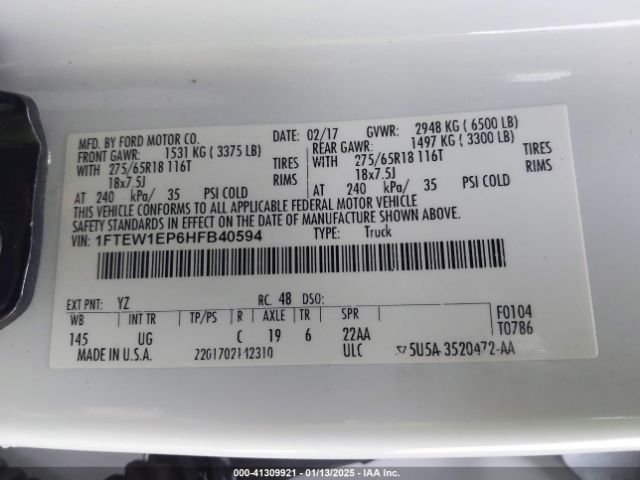 MFD. BY FORD MOTOR CO.
DATE: 02/17
GVWR: 2948 KG ( 6500 LB)
FRONT GAWR: 1531 KG ( 3375 LB)
REAR GAWR: 1497 KG ( 3300 LB)
WITH 275/65R18 116T TIRES
WITH 275/65R18 116T TIRES
18x7.5J RIMS
18x7.5J RIMS
AT 240 kPa/ 35 PSI COLD
AT 240 kPa/ 35 PSI COLD
THIS VEHICLE CONFORMS TO ALL APPLICABLE FEDERAL MOTOR VEHICLE
SAFETY STANDARDS IN EFFECT ON THE DATE OF MANUFACTURE SHOWN ABOVE.
VIN: 1FTEW1EP6HFB40594
TYPE: Truck
EXT PNT: YZ RC: 48 DSO:
WB INT TR TP/PS R AXLE TR SPR
F0104
145 UG C 19 6 22AA
T0786
MADE IN U.S.A. 2201702142310 ULC 5U5A-3520472-AA
COPART: 41309921 - 01/13/2025 - IAA, INC.